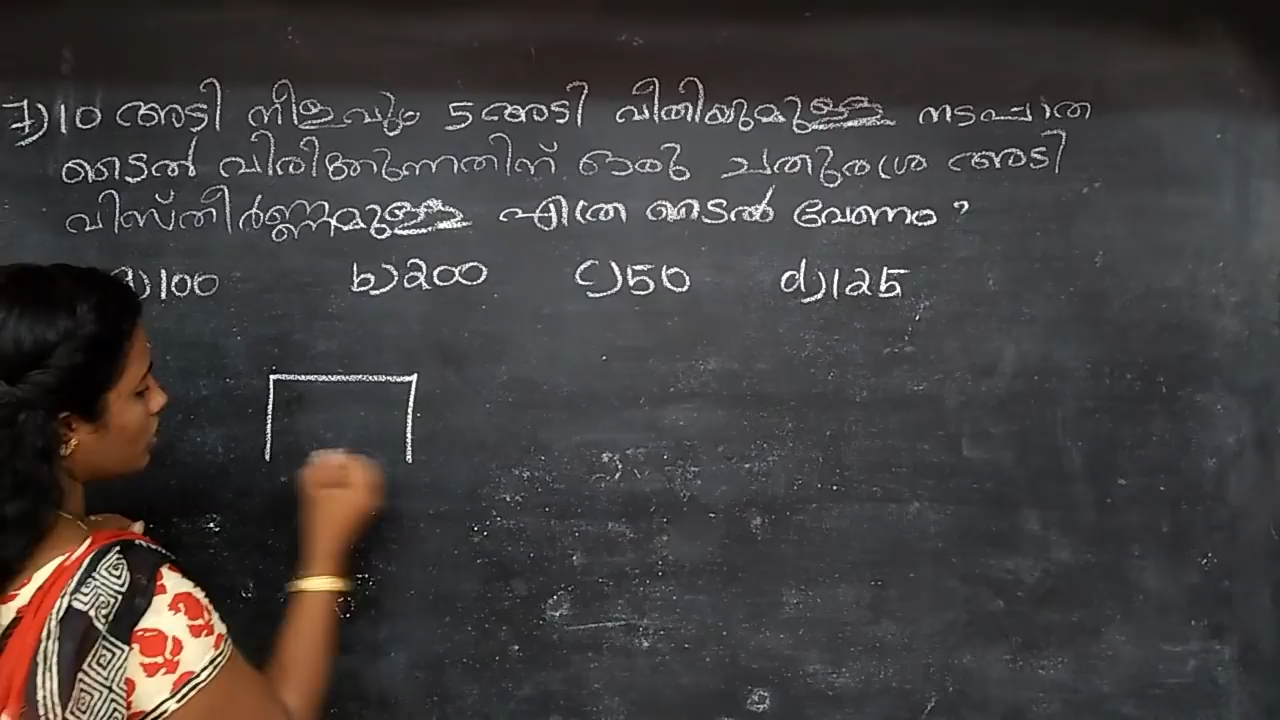 7) 10 അടി നീളവും 5 അടി വീതിയുമുള്ള നടപ്പാത
ടൈൽ വിരിക്കുന്നതിന് ഒരു ചതുരശ്ര അടി
വിസ്തീർണ്ണമുള്ള എത്ര ടൈൽ വേണം?
a) 100 b) 200 c) 50 d) 125